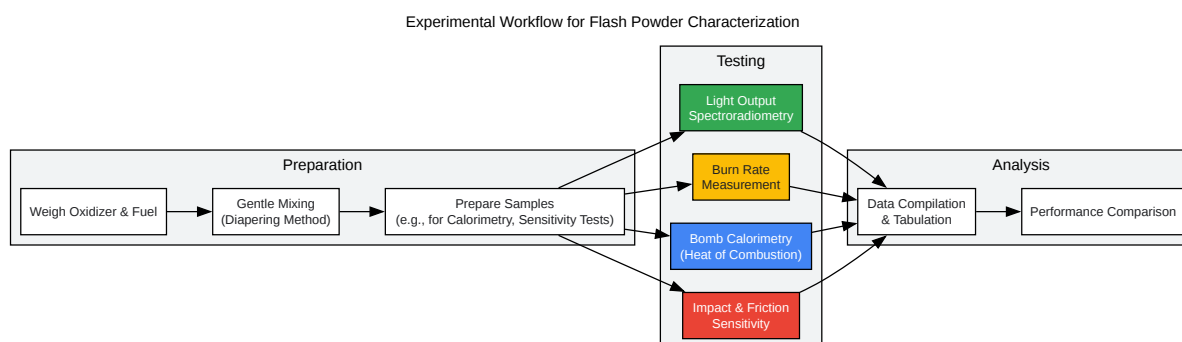 Experimental Workflow for Flash Powder Characterization
Preparation
Weigh Oxidizer & Fuel
Gentle Mixing
(Diapering Method)
Prepare Samples
(e.g., for Calorimetry, Sensitivity Tests)
Testing
Light Output
Spectroradiometry
Burn Rate
Measurement
Bomb Calorimetry
(Heat of Combustion)
Impact & Friction
Sensitivity
Analysis
Data Compilation
& Tabulation
Performance Comparison